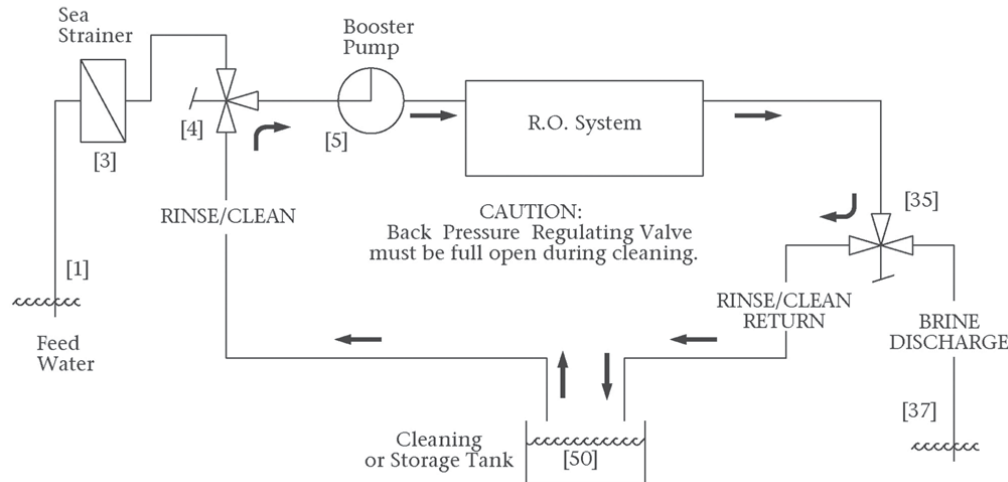 Sea
Strainer
Booster
Pump
[4]
[5]
[3]
R.O. System
[35]
RINSE/CLEAN
CAUTION:
Back Pressure Regulating Valve
must be full open during cleaning.
[1]
Feed
Water
RINSE/CLEAN
RETURN
BRINE
DISCHARGE
[37]
Cleaning
or Storage Tank
[50]